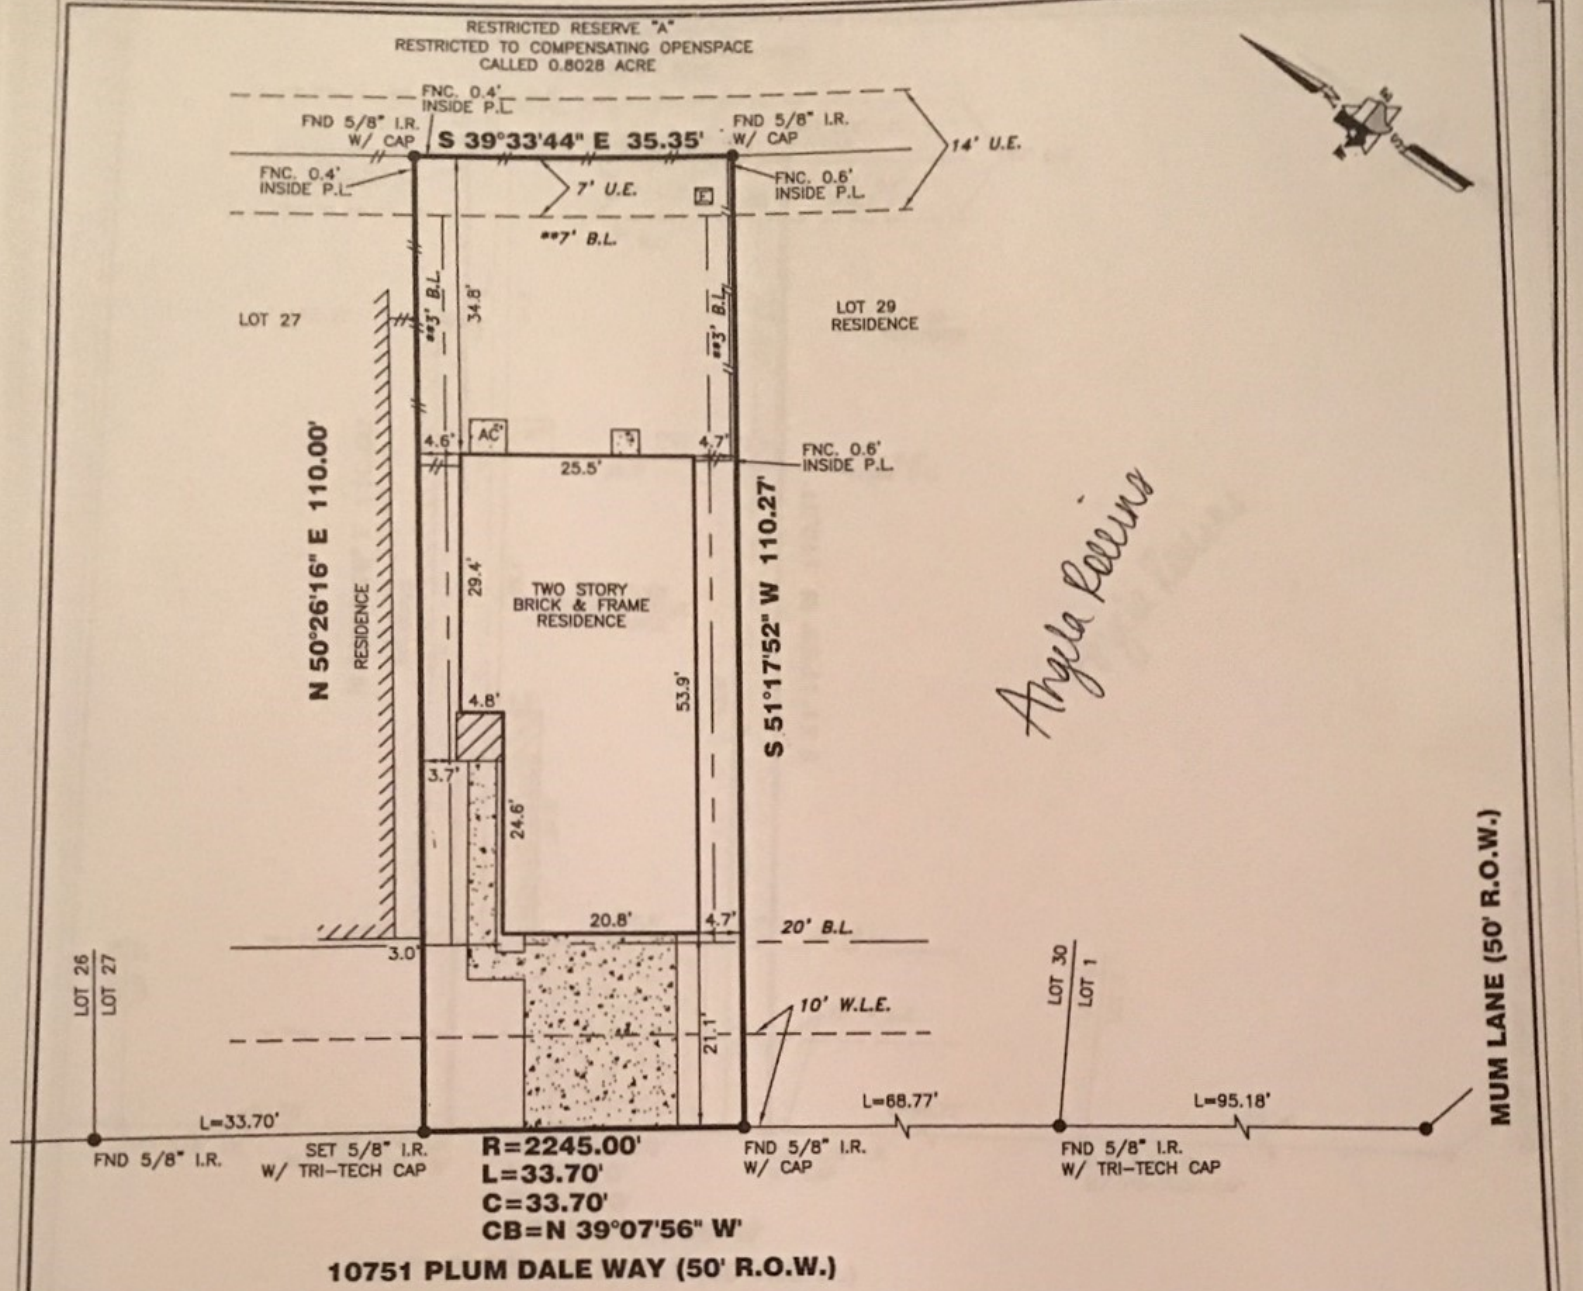 RESTRICTED RESERVE "A"
RESTRICTED TO COMPENSATING OPENSPACE
CALLED 0.8028 ACRE
FNC. 0.4'
INSIDE P.L.
FND 5/8" I.R.
W/ CAP
S 39°33'44" E 35.35'
FND 5/8" I.R.
W/ CAP
14' U.E.
FNC. 0.4'
INSIDE P.L.
7' U.E.
E
FNC. 0.6'
INSIDE P.L.
**7' B.L.
**3' B.L.
34.8'
**3' B.L.
LOT 27
LOT 29
RESIDENCE
N
E
S
W
N 50°26'16" E 110.00'
RESIDENCE
4.6'
AC
4.7'
25.5'
FNC. 0.6'
INSIDE P.L.
29.4'
TWO STORY
BRICK & FRAME
RESIDENCE
53.9'
S 51°17'52" W 110.27'
Angela Rollins
4.8'
3.7'
24.6'
20.8'
4.7'
20' B.L.
3.0'
LOT 26
LOT 27
10' W.L.E.
21.1'
LOT 30
LOT 1
MUM LANE (50' R.O.W.)
L=33.70'
L=68.77'
L=95.18'
FND 5/8" I.R.
SET 5/8" I.R.
W/ TRI-TECH CAP
R=2245.00'
L=33.70'
C=33.70'
CB=N 39°07'56" W'
FND 5/8" I.R.
W/ CAP
FND 5/8" I.R.
W/ TRI-TECH CAP
10751 PLUM DALE WAY (50' R.O.W.)